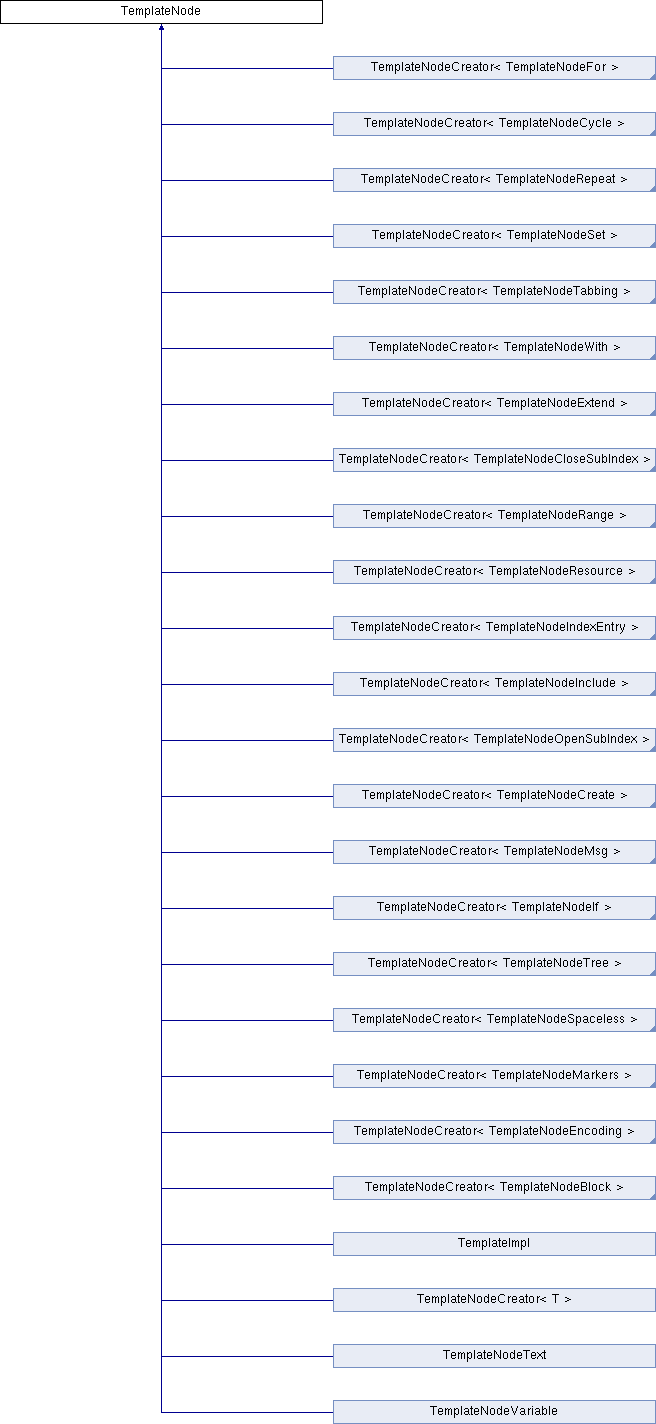 TemplateNode
TemplateNodeCreator< TemplateNodeFor >
TemplateNodeCreator< TemplateNodeCycle >
TemplateNodeCreator< TemplateNodeRepeat >
TemplateNodeCreator< TemplateNodeSet >
TemplateNodeCreator< TemplateNodeTabbing >
TemplateNodeCreator< TemplateNodeWith >
TemplateNodeCreator< TemplateNodeExtend >
TemplateNodeCreator< TemplateNodeCloseSubIndex >
TemplateNodeCreator< TemplateNodeRange >
TemplateNodeCreator< TemplateNodeResource >
TemplateNodeCreator< TemplateNodeIndexEntry >
TemplateNodeCreator< TemplateNodeInclude >
TemplateNodeCreator< TemplateNodeOpenSubIndex >
TemplateNodeCreator< TemplateNodeCreate >
TemplateNodeCreator< TemplateNodeMsg >
TemplateNodeCreator< TemplateNodeIf >
TemplateNodeCreator< TemplateNodeTree >
TemplateNodeCreator< TemplateNodeSpaceless >
TemplateNodeCreator< TemplateNodeMarkers >
TemplateNodeCreator< TemplateNodeEncoding >
TemplateNodeCreator< TemplateNodeBlock >
TemplateImpl
TemplateNodeCreator< T >
TemplateNodeText
TemplateNodeVariable